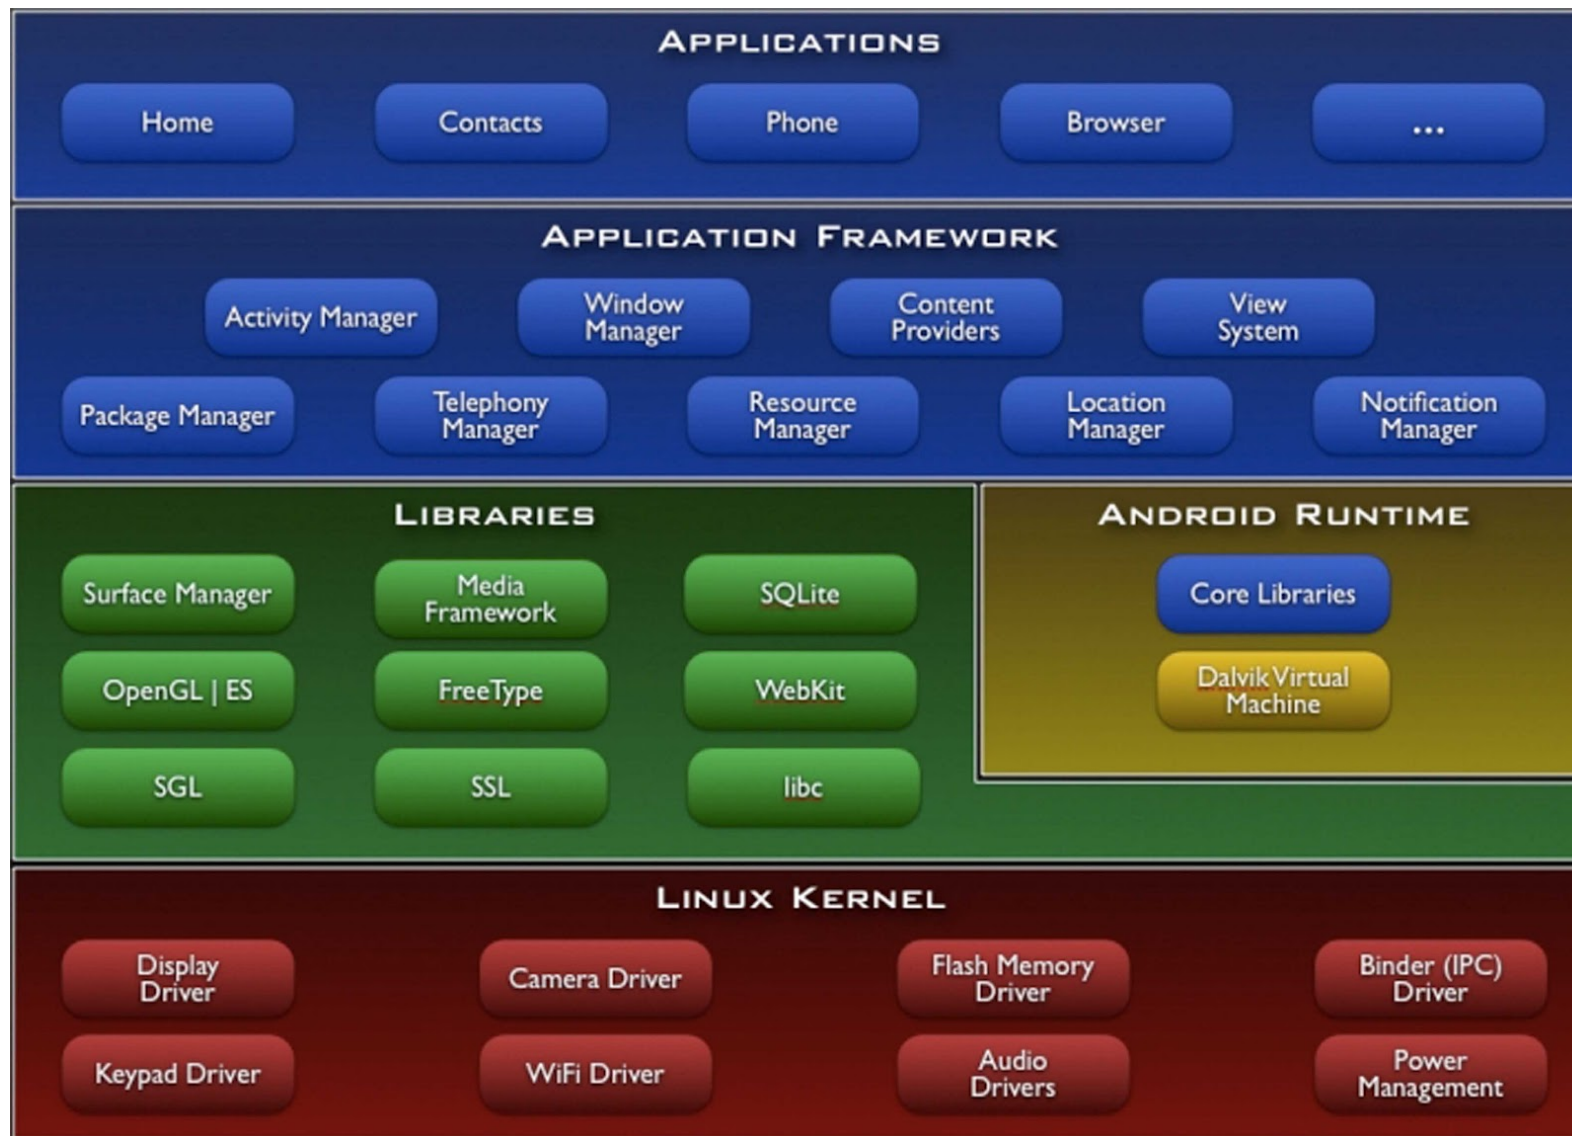 APPLICATIONS
Home
Contacts
Phone
Browser
...
APPLICATION FRAMEWORK
Activity Manager
Window
Manager
Content
Providers
View
System
Package Manager
Telephony
Manager
Resource
Manager
Location
Manager
Notification
Manager
LIBRARIES
Surface Manager
Media
Framework
SQLite
OpenGL | ES
FreeType
WebKit
SGL
SSL
libc
ANDROID RUNTIME
Core Libraries
Dalvik Virtual
Machine
LINUX KERNEL
Display
Driver
Camera Driver
Flash Memory
Driver
Binder (IPC)
Driver
Keypad Driver
WiFi Driver
Audio
Drivers
Power
Management